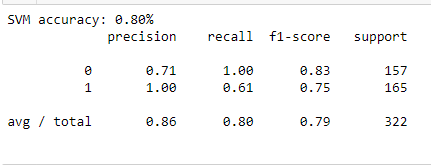 SVM accuracy: 0.80%
precision recall f1-score support
0 0.71 1.00 0.83 157
1 1.00 0.61 0.75 165
avg / total 0.86 0.80 0.79 322